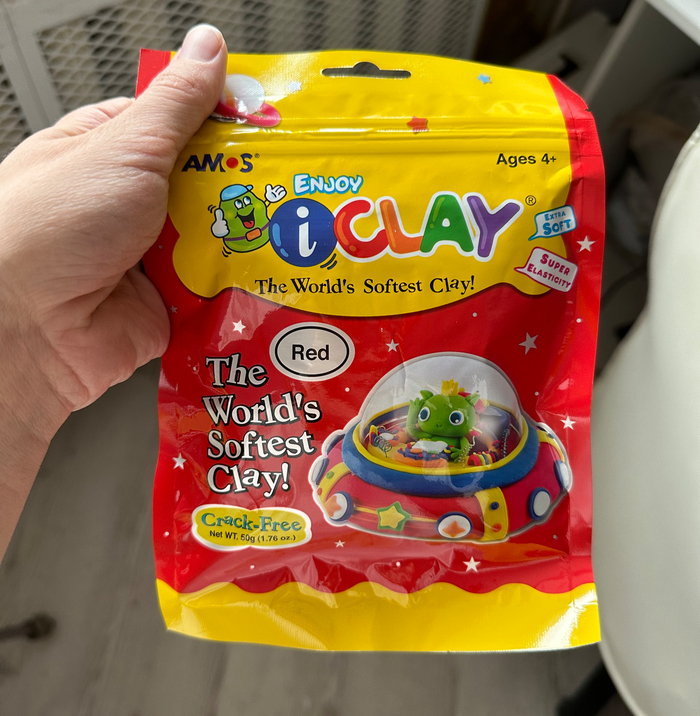 AMOS®
Ages 4+
ENJOY
iCLAY®
EXTRA
SOFT
SUPER
ELASTICITY
The World's Softest Clay!
Red
The
World's
Softest
Clay!
Crack-Free
Net WT. 50g (1.76 oz.)